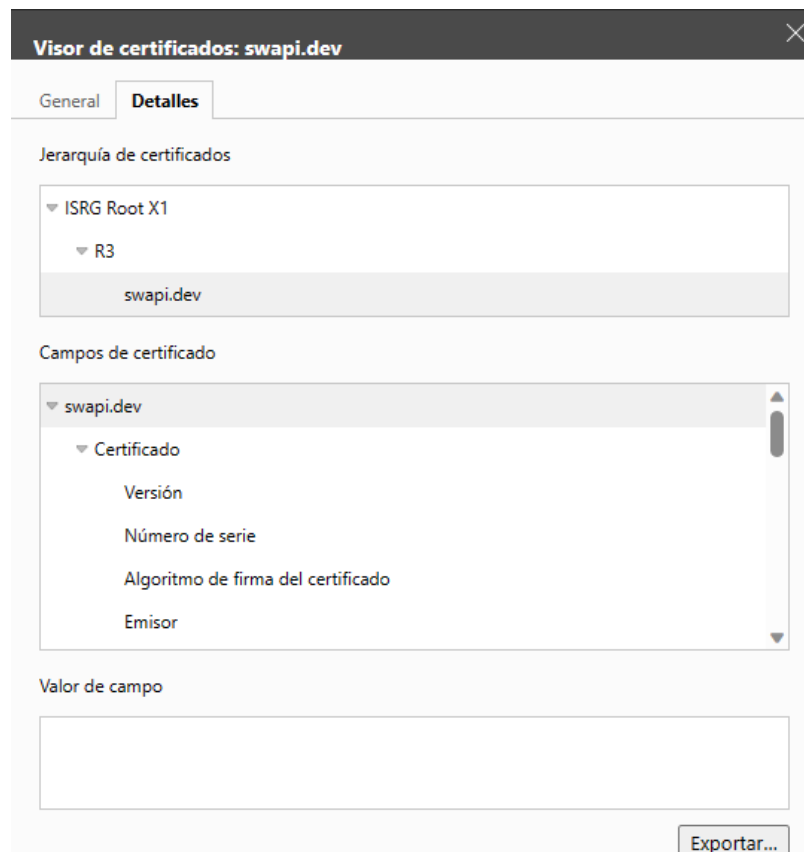 Visor de certificados: swapi.dev
General Detalles
Jerarquía de certificados
ISRG Root X1
R3
swapi.dev
Campos de certificado
swapi.dev
Certificado
Versión
Número de serie
Algoritmo de firma del certificado
Emisor
Valor de campo
Exportar...